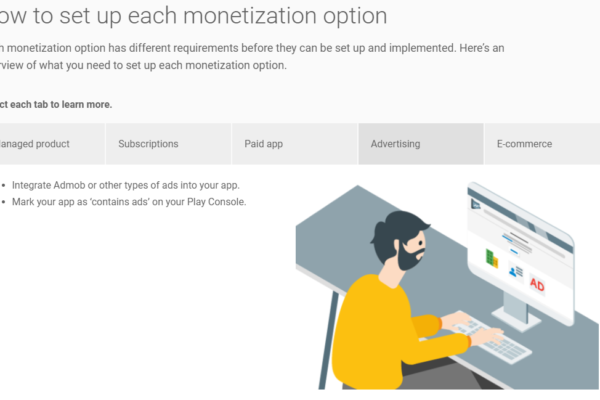 ow to set up each monetization option
n monetization option has different requirements before they can be set up and implemented. Here's an
rview of what you need to set up each monetization option.
ct each tab to learn more.
anaged product Subscriptions Paid app Advertising E-commerce
• Integrate Admob or other types of ads into your app.
• Mark your app as 'contains ads' on your Play Console.
AD